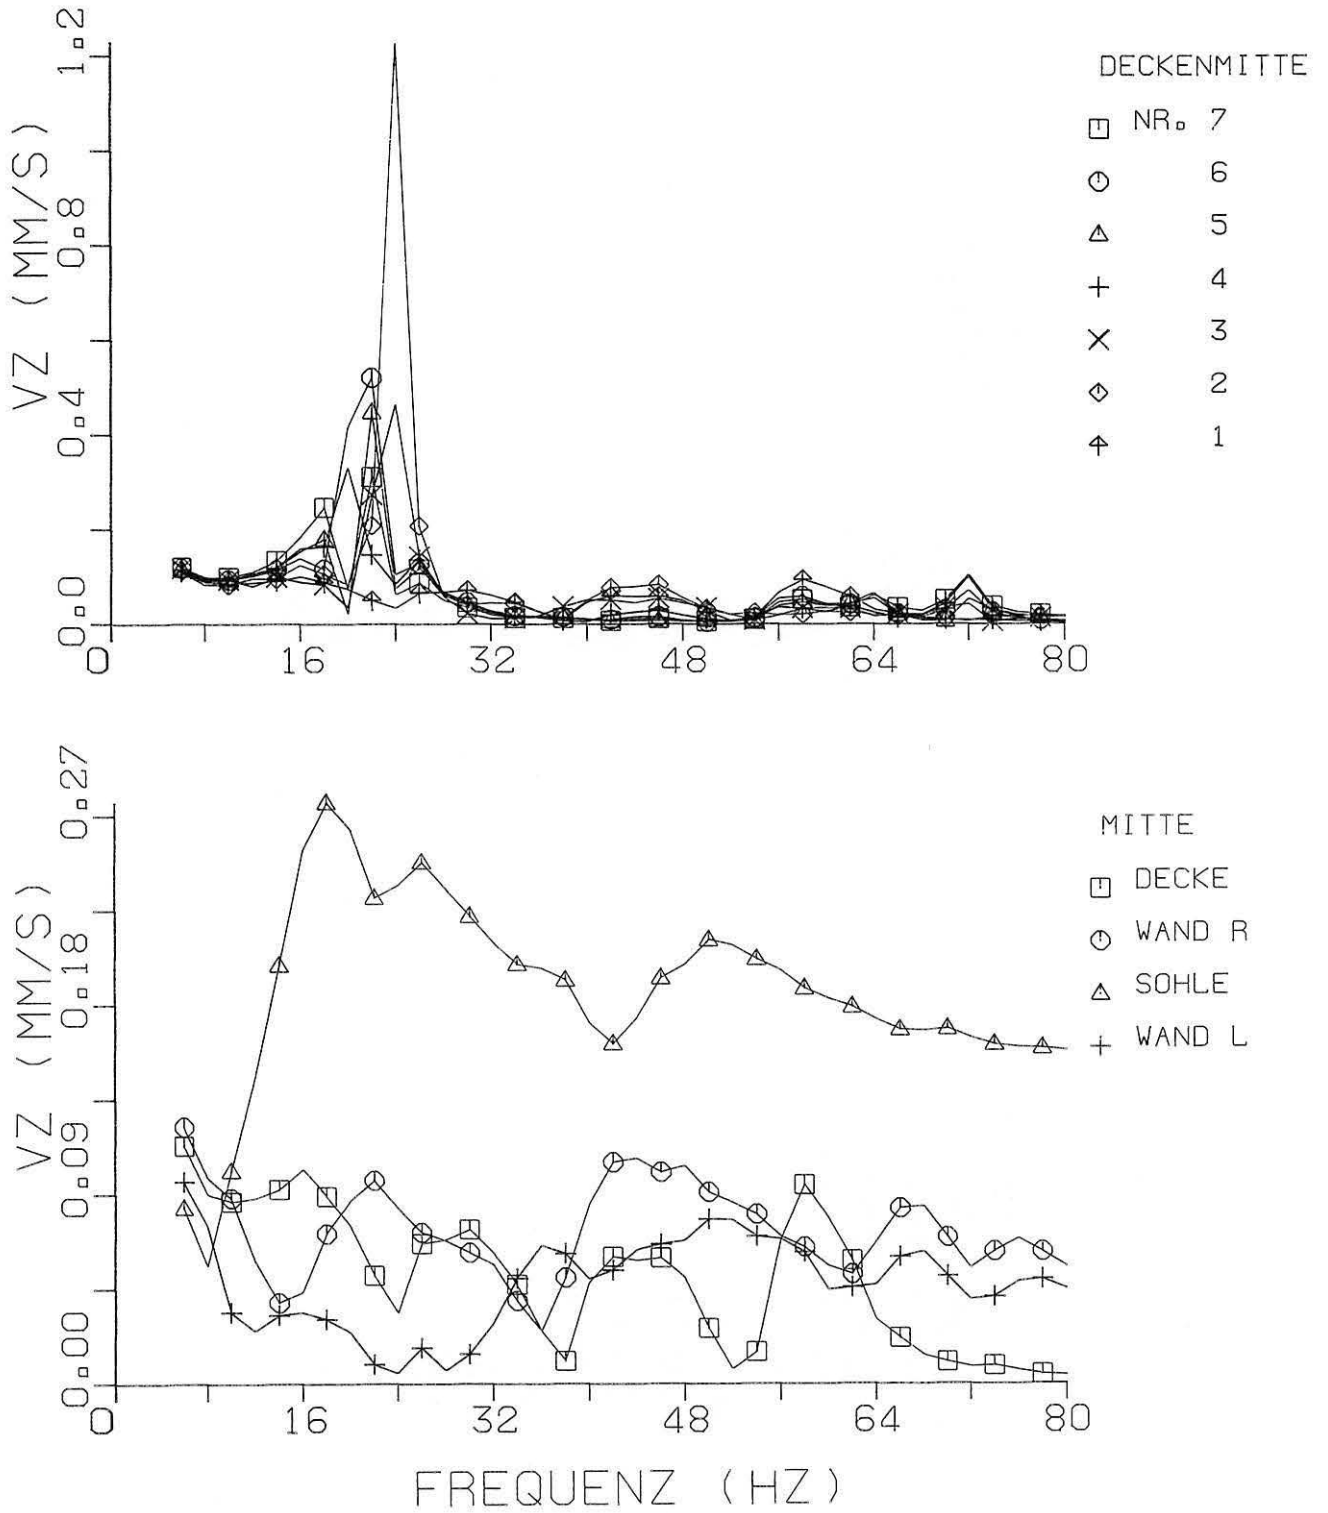 VZ (MM/S)
1.2
0.8
0.4
0.0
0 16 32 48 64 80
DECKENMITTE
NR. 7
6
5
4
3
2
1
VZ (MM/S)
0.27
0.18
0.09
0.00
0 16 32 48 64 80
FREQUENZ (HZ)
MITTE
DECKE
WAND R
SOHLE
WAND L